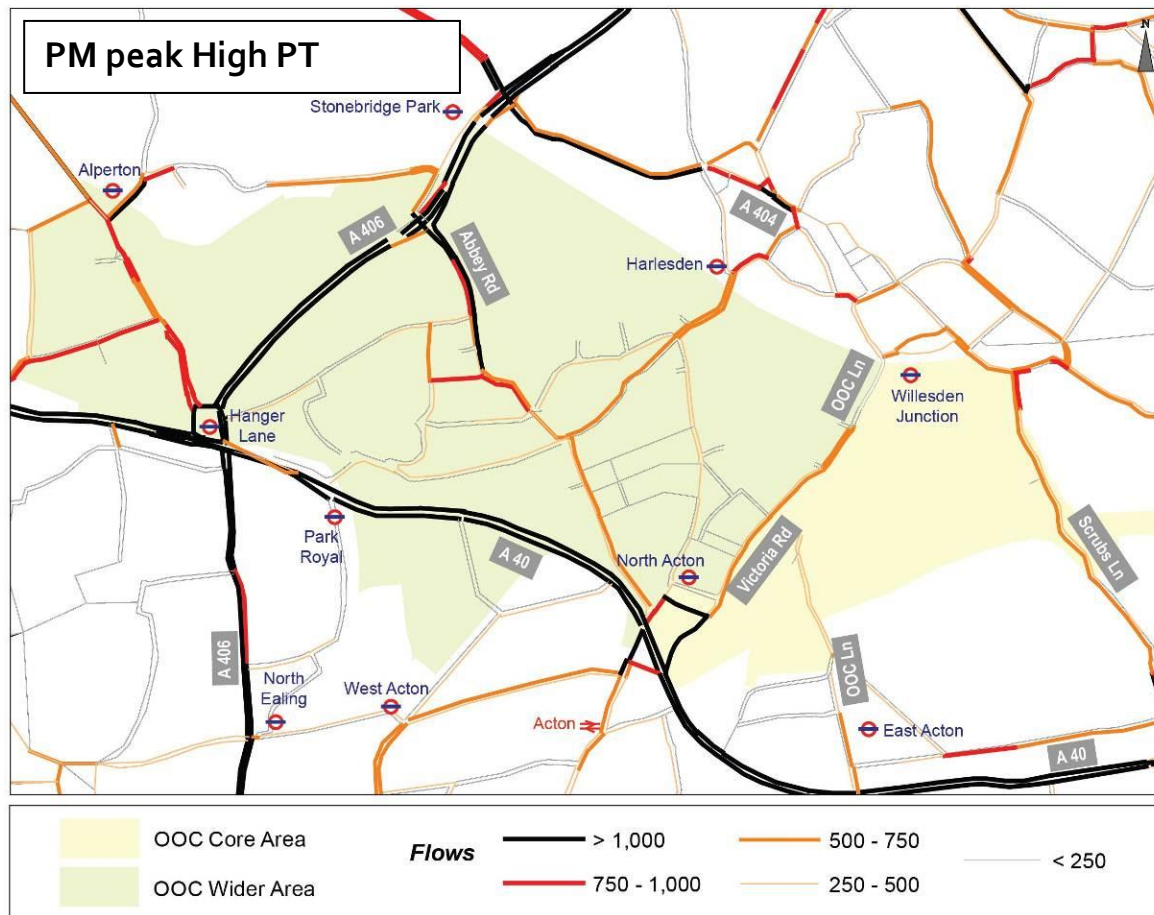 PM peak High PT
N
Stonebridge Park
Alperton
A 406
Abbey Rd
A 404
Harlesden
OOC Ln
Willesden
Junction
Hanger
Lane
Park
Royal
A 40
North Acton
Victoria Rd
Scrubs Ln
A 406
North
Ealing
West Acton
Acton
OOC Ln
East Acton
A 40
OOC Core Area
OOC Wider Area
Flows
> 1,000
750 - 1,000
500 - 750
250 - 500
< 250